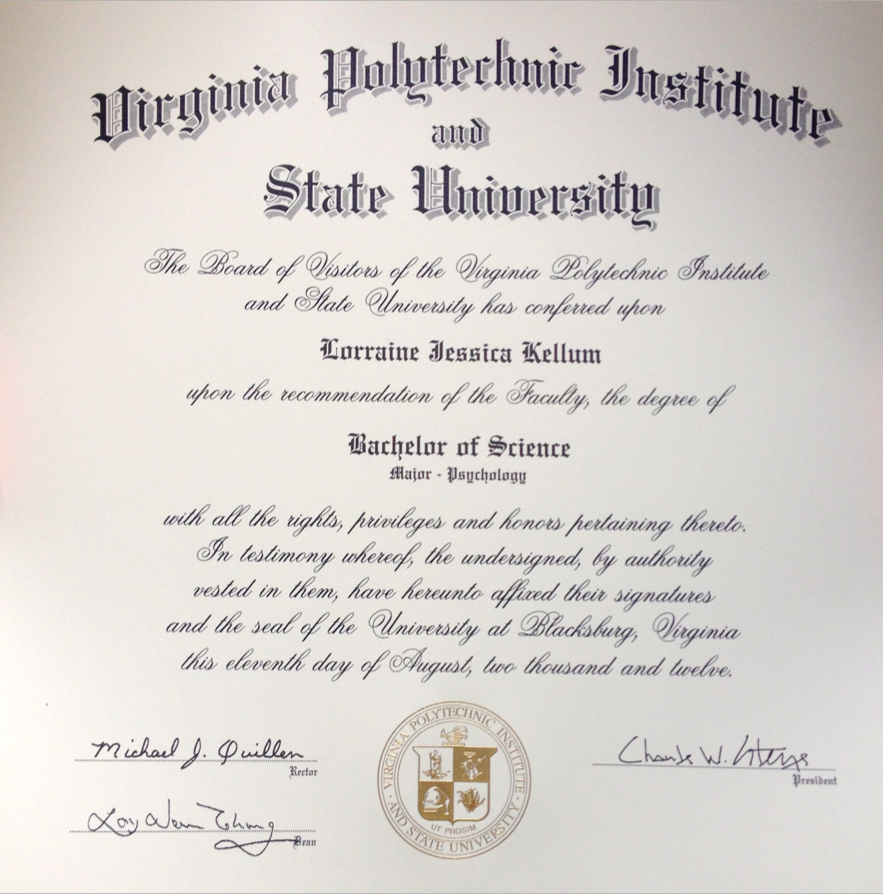 Virginia Polytechnic Institute
and
State University
The Board of Visitors of the Virginia Polytechnic Institute
and State University has conferred upon
Lorraine Jessica Kellum
upon the recommendation of the Faculty, the degree of
Bachelor of Science
Major - Psychology
with all the rights, privileges and honors pertaining thereto.
In testimony whereof, the undersigned, by authority
vested in them, have hereunto affixed their signatures
and the seal of the University at Blacksburg, Virginia
this eleventh day of August, two thousand and twelve.
Michael J. Quillen
Rector
Charles W. Steger
President
Dean
VIRGINIA POLYTECHNIC INSTITUTE
AND STATE UNIVERSITY
UT PROSIM